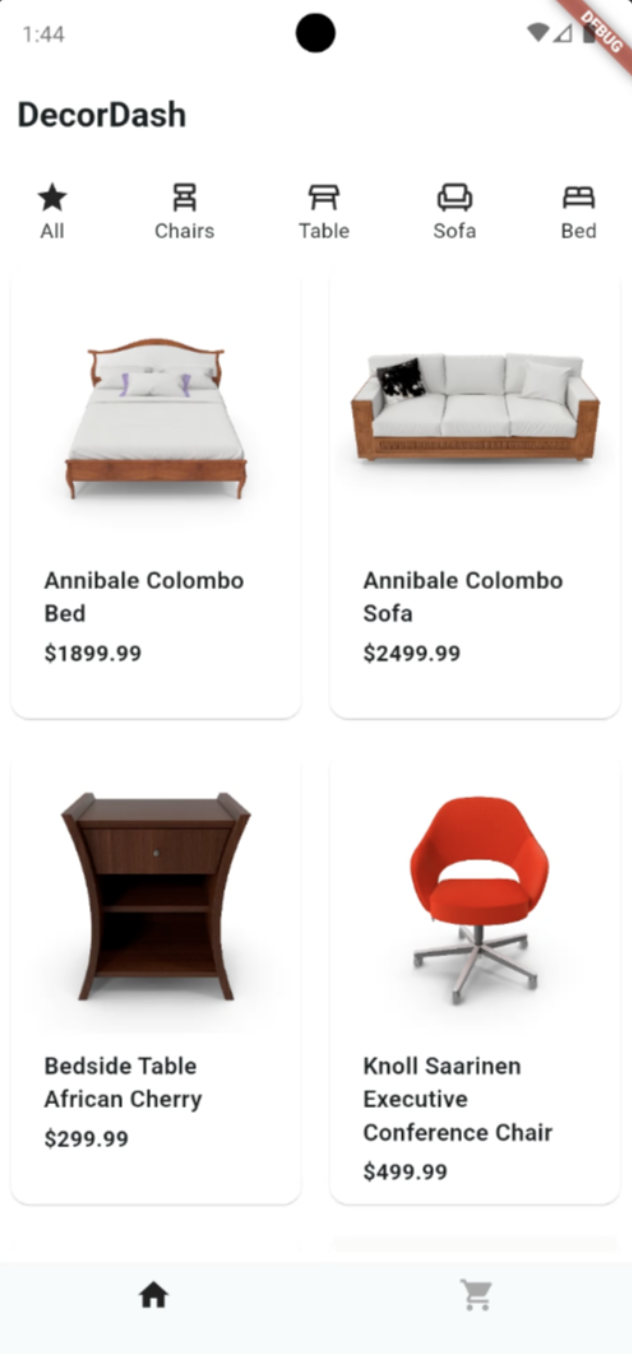 1:44
DEBUG
DecorDash
All
Chairs
Table
Sofa
Bed
Annibale Colombo
Bed
$1899.99
Annibale Colombo
Sofa
$2499.99
Bedside Table
African Cherry
$299.99
Knoll Saarinen
Executive
Conference Chair
$499.99